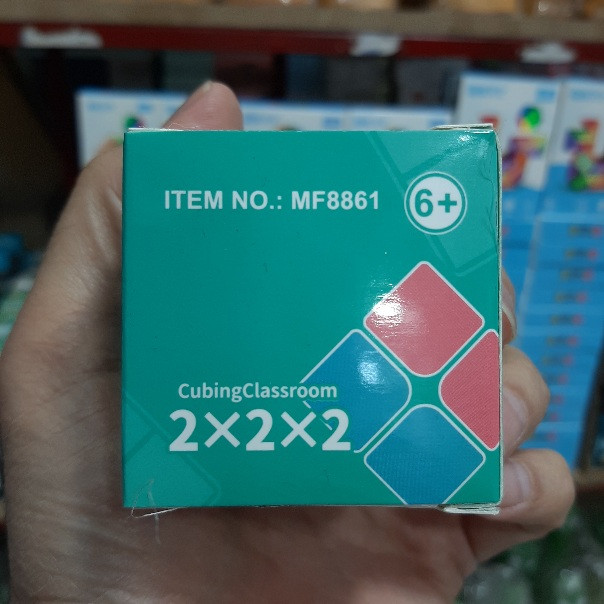 ITEM NO.: MF8861
6+
CubingClassroom
2×2×2